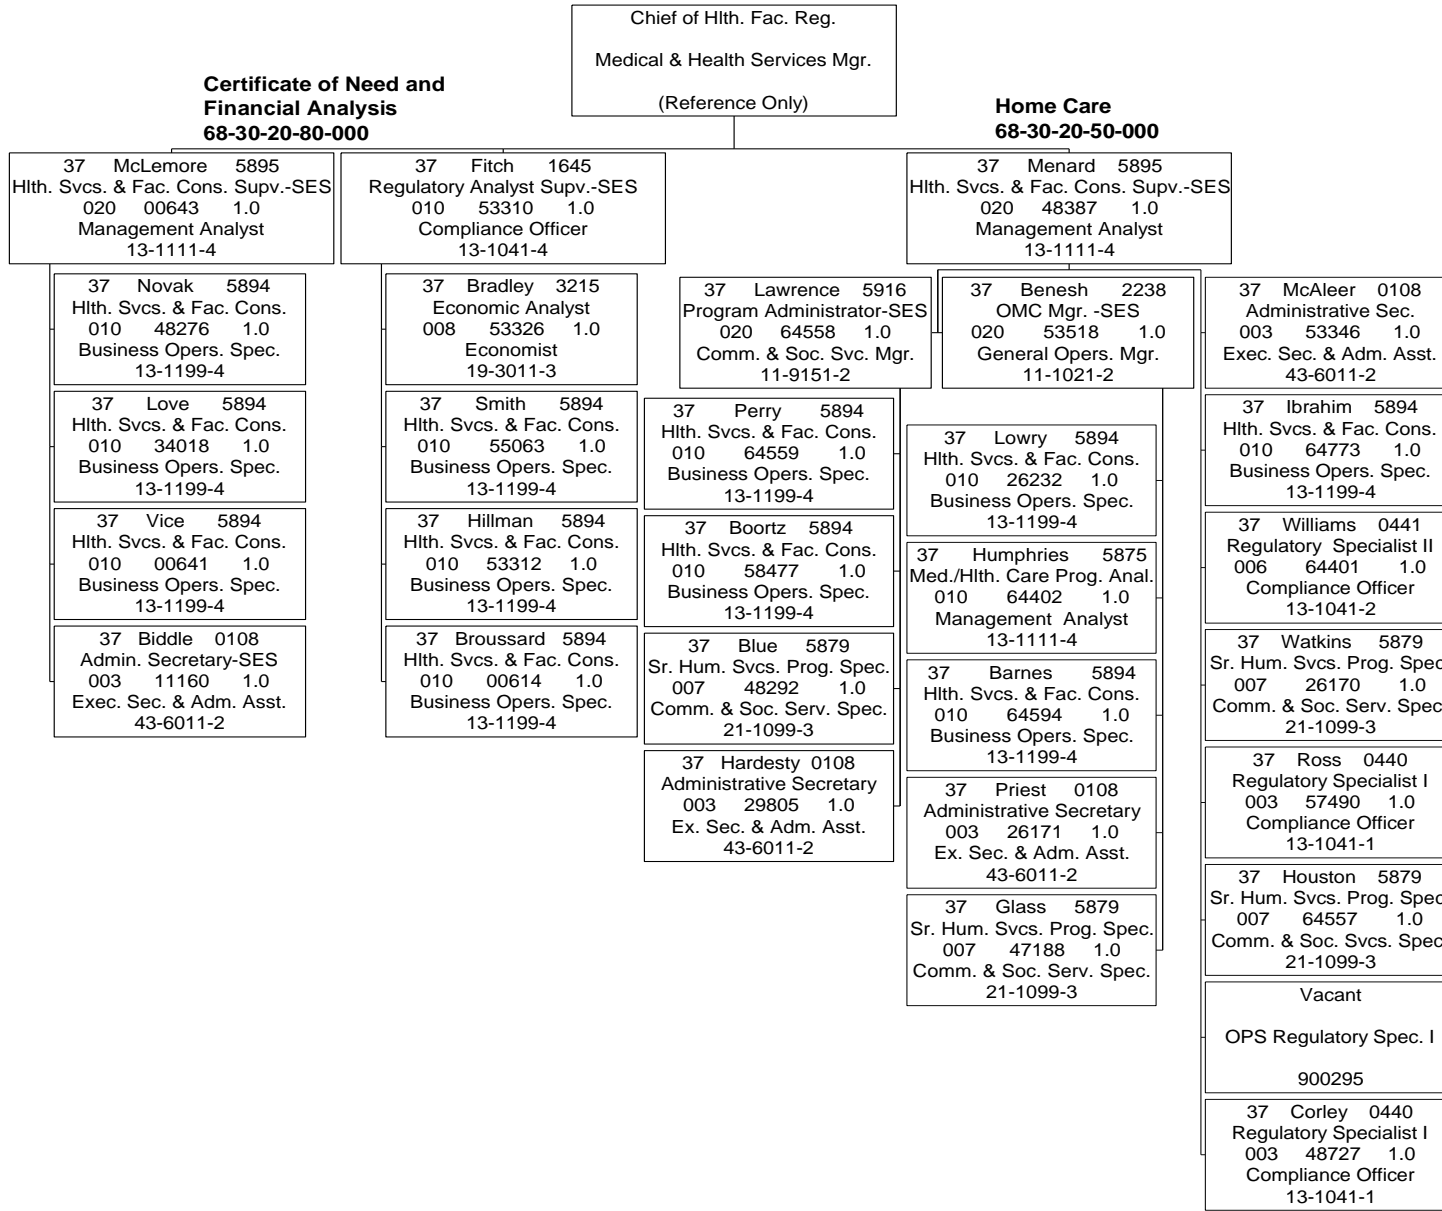 Chief of Hlth. Fac. Reg.
Medical & Health Services Mgr.
(Reference Only)
Certificate of Need and
Financial Analysis
68-30-20-80-000
Home Care
68-30-20-50-000
37 McLemore 5895
Hlth. Svcs. & Fac. Cons. Supv.-SES
020 00643 1.0
Management Analyst
13-1111-4
37 Novak 5894
Hlth. Svcs. & Fac. Cons.
010 48276 1.0
Business Opers. Spec.
13-1199-4
37 Love 5894
Hlth. Svcs. & Fac. Cons.
010 34018 1.0
Business Opers. Spec.
13-1199-4
37 Vice 5894
Hlth. Svcs. & Fac. Cons.
010 00641 1.0
Business Opers. Spec.
13-1199-4
37 Biddle 0108
Admin. Secretary-SES
003 11160 1.0
Exec. Sec. & Adm. Asst.
43-6011-2
37 Fitch 1645
Regulatory Analyst Supv.-SES
010 53310 1.0
Compliance Officer
13-1041-4
37 Bradley 3215
Economic Analyst
008 53326 1.0
Economist
19-3011-3
37 Smith 5894
Hlth. Svcs. & Fac. Cons.
010 55063 1.0
Business Opers. Spec.
13-1199-4
37 Hillman 5894
Hlth. Svcs. & Fac. Cons.
010 53312 1.0
Business Opers. Spec.
13-1199-4
37 Broussard 5894
Hlth. Svcs. & Fac. Cons.
010 00614 1.0
Business Opers. Spec.
13-1199-4
37 Menard 5895
Hlth. Svcs. & Fac. Cons. Supv.-SES
020 48387 1.0
Management Analyst
13-1111-4
37 Lawrence 5916
Program Administrator-SES
020 64558 1.0
Comm. & Soc. Svc. Mgr.
11-9151-2
37 Perry 5894
Hlth. Svcs. & Fac. Cons.
010 64559 1.0
Business Opers. Spec.
13-1199-4
37 Boortz 5894
Hlth. Svcs. & Fac. Cons.
010 58477 1.0
Business Opers. Spec.
13-1199-4
37 Blue 5879
Sr. Hum. Svcs. Prog. Spec.
007 48292 1.0
Comm. & Soc. Serv. Spec.
21-1099-3
37 Hardesty 0108
Administrative Secretary
003 29805 1.0
Ex. Sec. & Adm. Asst.
43-6011-2
37 Benesh 2238
OMC Mgr. -SES
020 53518 1.0
General Opers. Mgr.
11-1021-2
37 Lowry 5894
Hlth. Svcs. & Fac. Cons.
010 26232 1.0
Business Opers. Spec.
13-1199-4
37 Humphries 5875
Med./Hlth. Care Prog. Anal.
010 64402 1.0
Management Analyst
13-1111-4
37 Barnes 5894
Hlth. Svcs. & Fac. Cons.
010 64594 1.0
Business Opers. Spec.
13-1199-4
37 Priest 0108
Administrative Secretary
003 26171 1.0
Ex. Sec. & Adm. Asst.
43-6011-2
37 Glass 5879
Sr. Hum. Svcs. Prog. Spec.
007 47188 1.0
Comm. & Soc. Serv. Spec.
21-1099-3
37 McAleer 0108
Administrative Sec.
003 53346 1.0
Exec. Sec. & Adm. Asst.
43-6011-2
37 Ibrahim 5894
Hlth. Svcs. & Fac. Cons.
010 64773 1.0
Business Opers. Spec.
13-1199-4
37 Williams 0441
Regulatory Specialist II
006 64401 1.0
Compliance Officer
13-1041-2
37 Watkins 5879
Sr. Hum. Svcs. Prog. Spec
007 26170 1.0
Comm. & Soc. Serv. Spec
21-1099-3
37 Ross 0440
Regulatory Specialist I
003 57490 1.0
Compliance Officer
13-1041-1
37 Houston 5879
Sr. Hum. Svcs. Prog. Spec
007 64557 1.0
Comm. & Soc. Svcs. Spec
21-1099-3
Vacant
OPS Regulatory Spec. I
900295
37 Corley 0440
Regulatory Specialist I
003 48727 1.0
Compliance Officer
13-1041-1